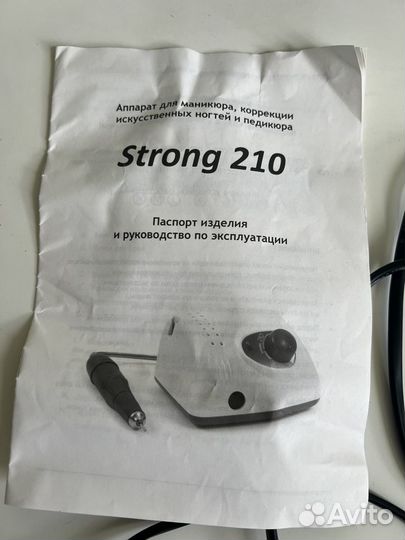 Аппарат для маникюра, коррекции
искусственных ногтей и педикюра
Strong 210
Паспорт изделия
и руководство по эксплуатации
Avito